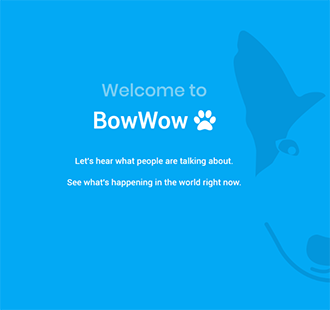 Welcome to
BowWow
Let's hear what people are talking about.
See what's happening in the world right now.